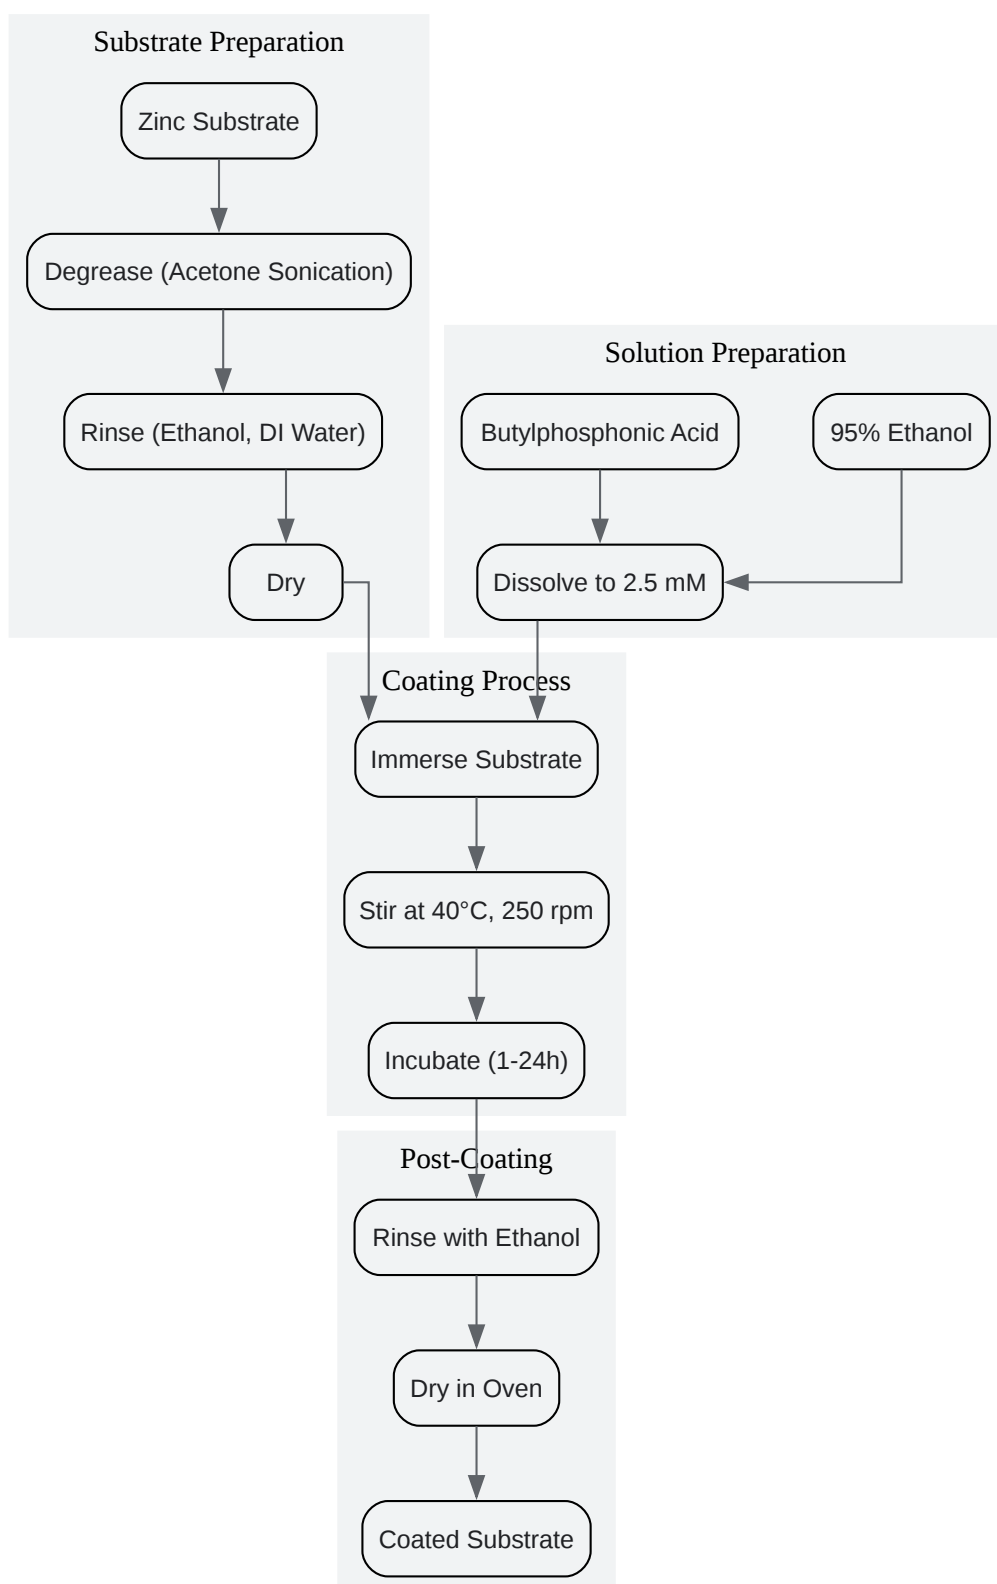 Substrate Preparation
Zinc Substrate
Degrease (Acetone Sonication)
Rinse (Ethanol, DI Water)
Dry
Solution Preparation
Butylphosphonic Acid
95% Ethanol
Dissolve to 2.5 mM
Coating Process
Immerse Substrate
Stir at 40°C, 250 rpm
Incubate (1-24h)
Post-Coating
Rinse with Ethanol
Dry in Oven
Coated Substrate